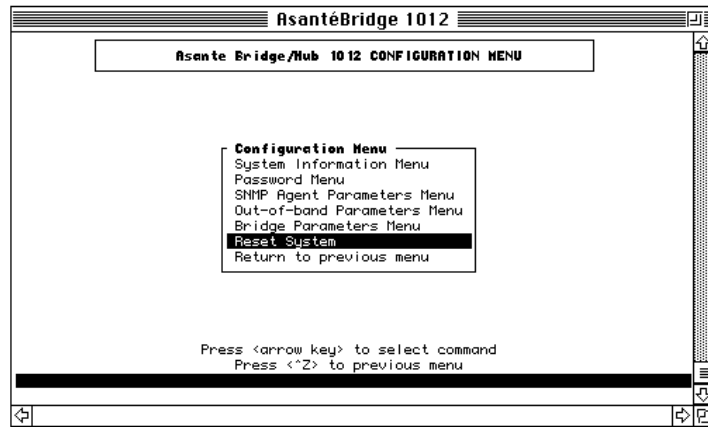 AsantéBridge 1012
Asante Bridge/Hub 1012 CONFIGURATION MENU
Configuration Menu
System Information Menu
Password Menu
SNMP Agent Parameters Menu
Out-of-band Parameters Menu
Bridge Parameters Menu
Reset System
Return to previous menu
Press <arrow key> to select command
Press <^Z> to previous menu